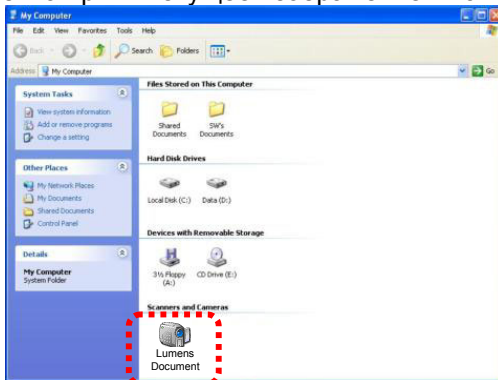 My Computer
File Edit View Favorites Tools Help
Back Search Folders
Address My Computer Go
System Tasks
View system information
Add or remove programs
Change a setting
Other Places
My Network Places
My Documents
Shared Documents
Control Panel
Details
My Computer
System Folder
Files Stored on This Computer
Shared Documents
SW's Documents
Hard Disk Drives
Local Disk (C:) Data (D:)
Devices with Removable Storage
3½ Floppy (A:)
CD Drive (E:)
Scanners and Cameras
Lumens
Document